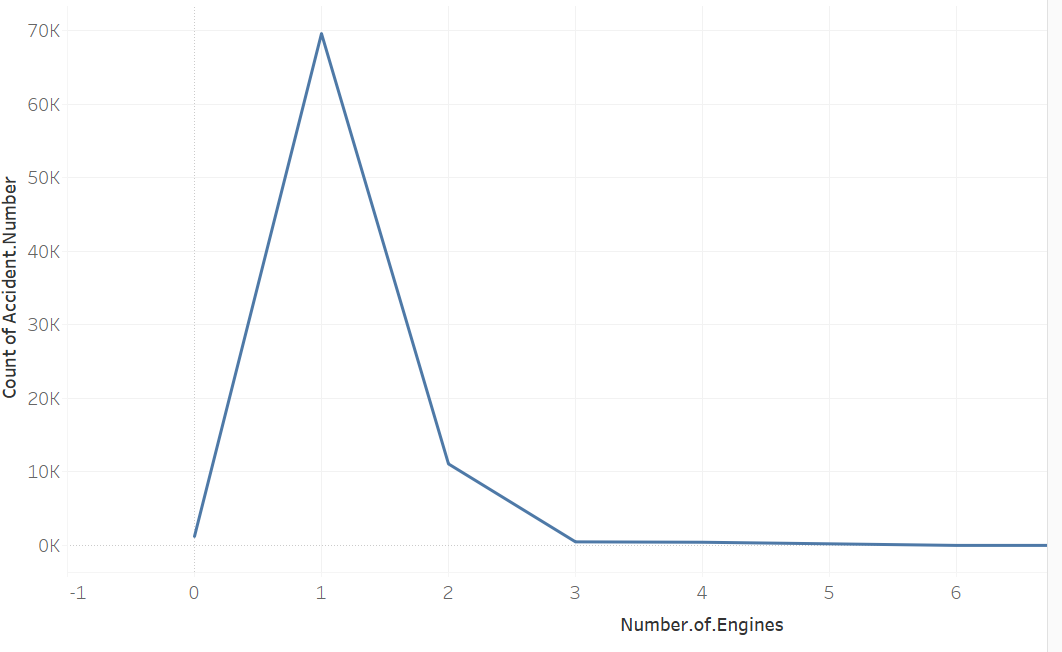 70K
60K
50K
40K
30K
20K
10K
0K
Count of Accident.Number
-1 0 1 2 3 4 5 6
Number.of.Engines